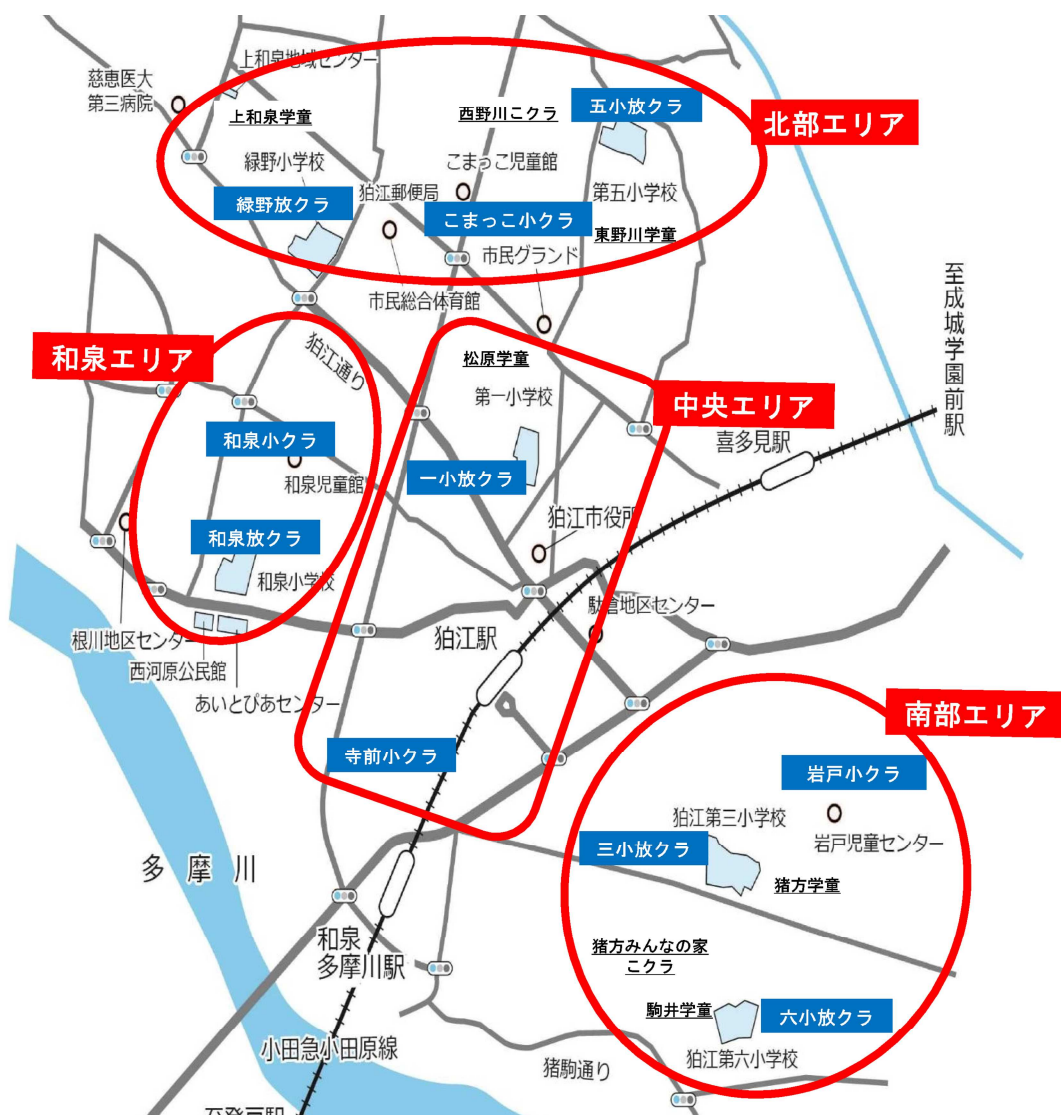 上和泉地域センター
慈恵医大
第三病院
上和泉学童
西野川こクラ
五小放クラ
北部エリア
緑野小学校
こまっこ児童館
狛江郵便局
第五小学校
緑野放クラ
こまっこ小クラ
東野川学童
市民グランド
市民総合体育館
至成城学園前駅
和泉エリア
狛江通り
松原学童
第一小学校
中央エリア
喜多見駅
和泉小クラ
和泉児童館
一小放クラ
狛江市役所
和泉放クラ
和泉小学校
駄倉地区センター
狛江駅
根川地区センター
西河原公民館
あいとぴあセンター
南部エリア
寺前小クラ
岩戸小クラ
狛江第三小学校
岩戸児童センター
三小放クラ
多摩川
猪方学童
和泉
多摩川駅
猪方みんなの家
こクラ
駒井学童
六小放クラ
小田急小田原線
猪駒通り
狛江第六小学校
至登戸駅